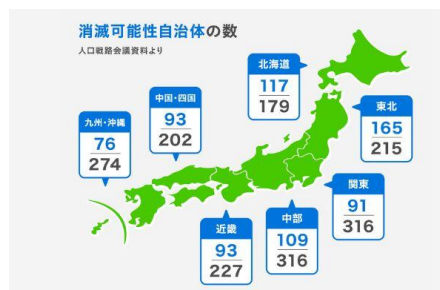 消滅可能性自治体の数
人口戦略会議資料より
北海道
117
179
中国・四国
93
202
東北
165
215
九州・沖縄
76
274
関東
91
316
近畿
93
227
中部
109
316